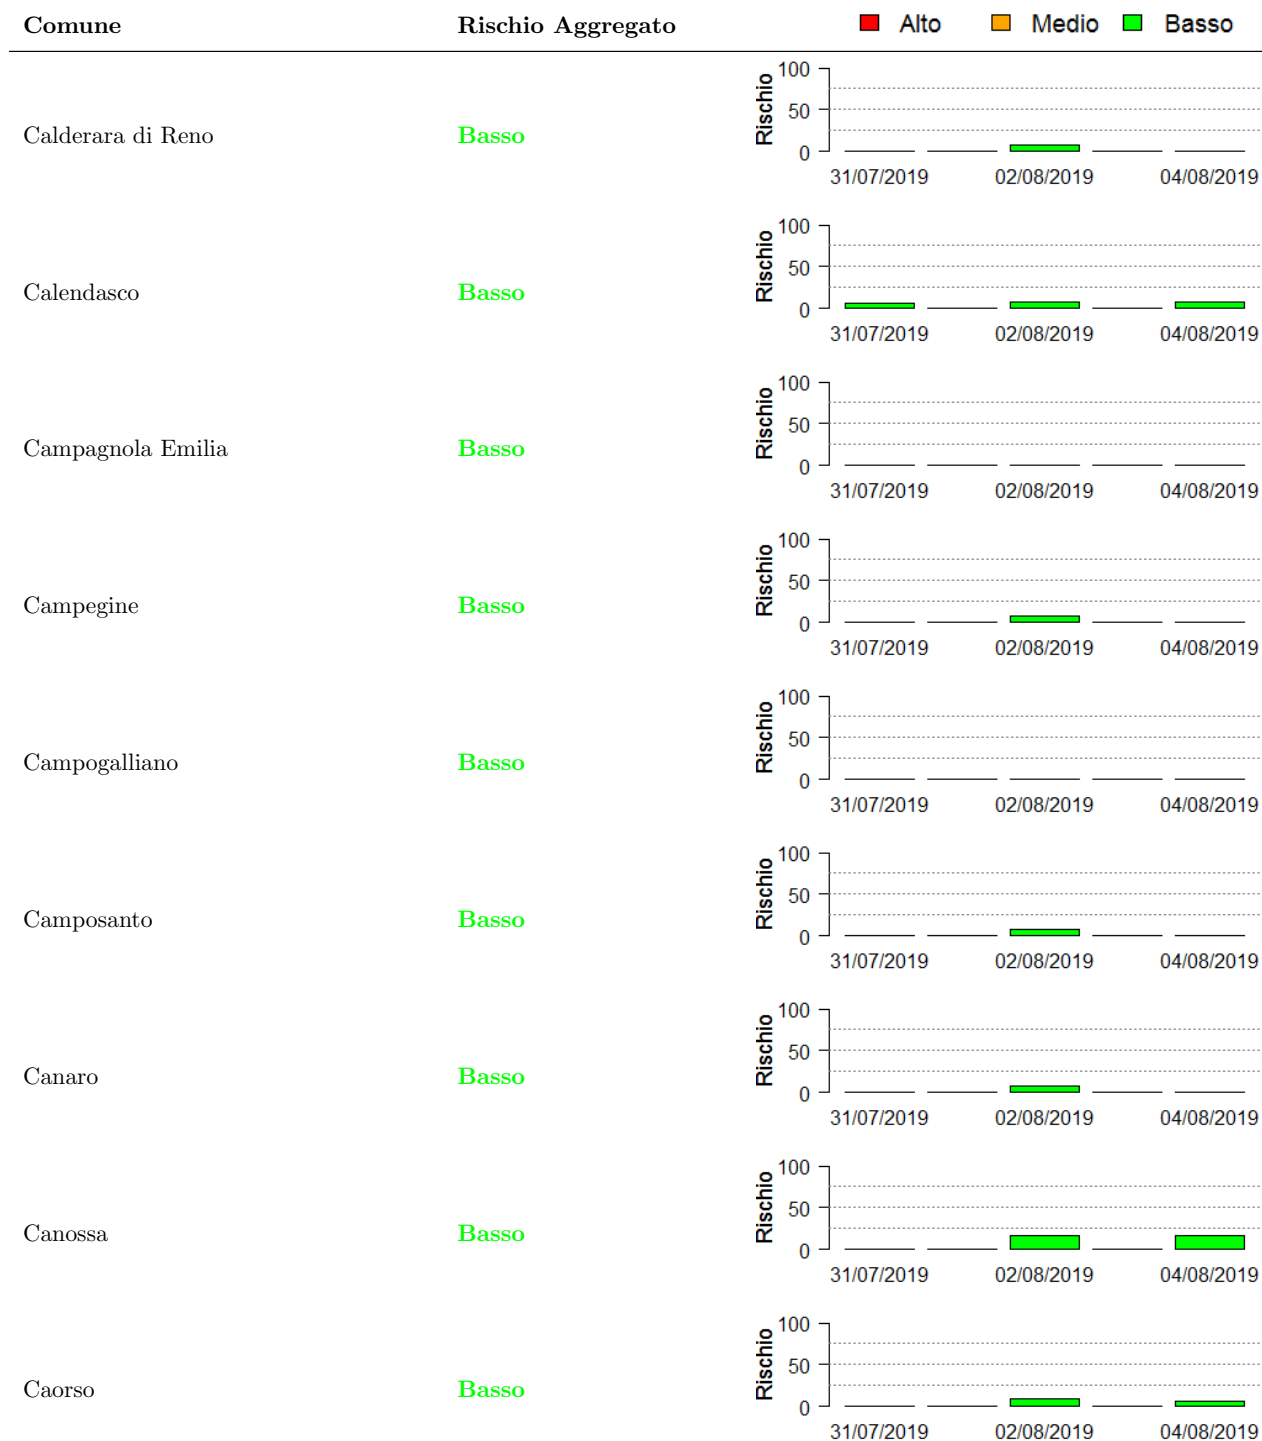 Comune Rischio Aggregato Alto Medio Basso
100
50
0
Rischio
Calderara di Reno Basso
31/07/2019 02/08/2019 04/08/2019
100
50
0
Rischio
Calendasco Basso
31/07/2019 02/08/2019 04/08/2019
100
50
0
Rischio
Campagnola Emilia Basso
31/07/2019 02/08/2019 04/08/2019
100
50
0
Rischio
Campegine Basso
31/07/2019 02/08/2019 04/08/2019
100
50
0
Rischio
Campogalliano Basso
31/07/2019 02/08/2019 04/08/2019
100
50
0
Rischio
Camposanto Basso
31/07/2019 02/08/2019 04/08/2019
100
50
0
Rischio
Canaro Basso
31/07/2019 02/08/2019 04/08/2019
100
50
0
Rischio
Canossa Basso
31/07/2019 02/08/2019 04/08/2019
100
50
0
Rischio
Caorso Basso
31/07/2019 02/08/2019 04/08/2019